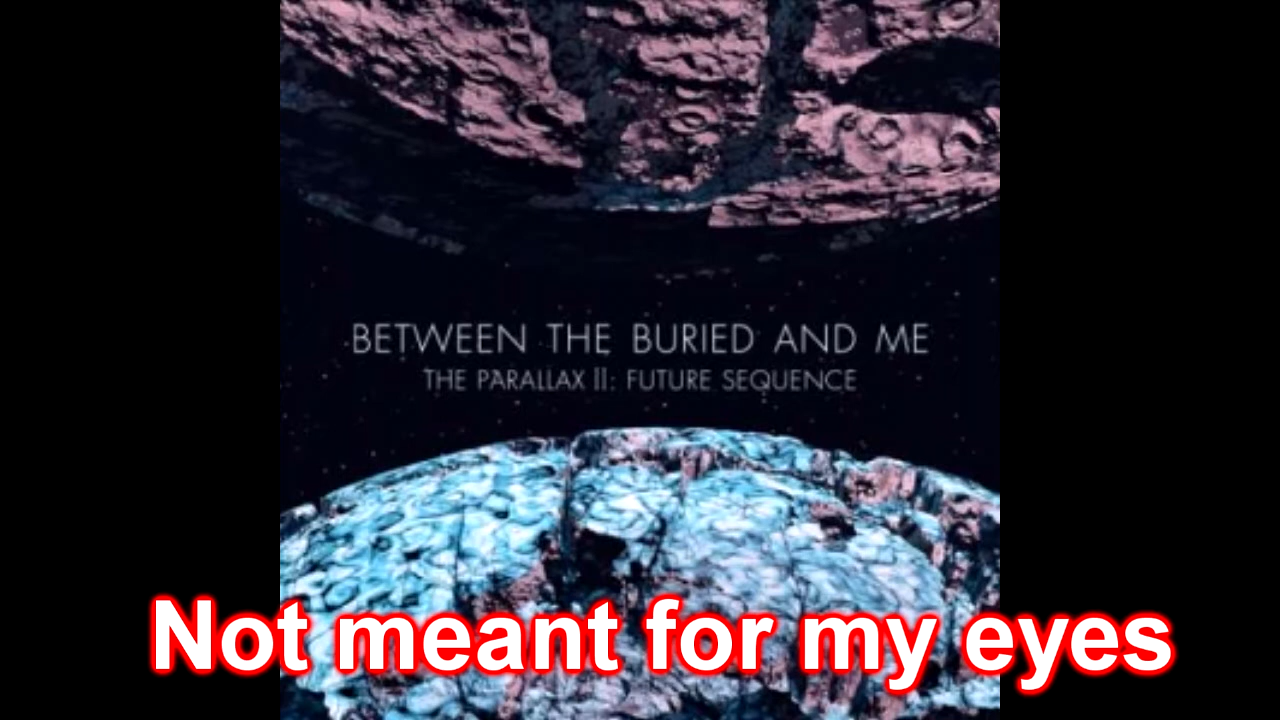 BETWEEN THE BURIED AND ME
THE PARALLAX II: FUTURE SEQUENCE
Not meant for my eyes